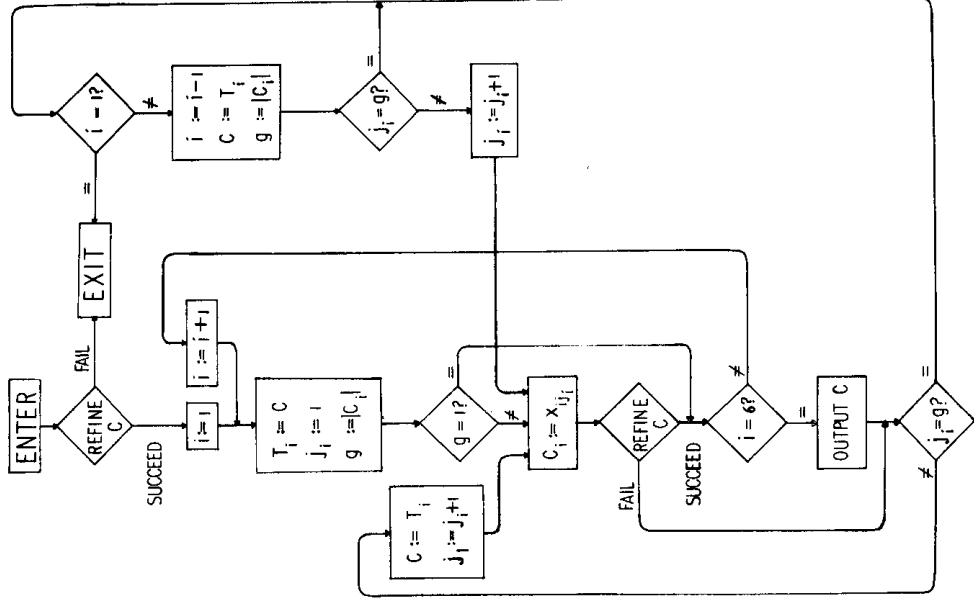 ENTER
REFINE
C
FAIL
EXIT
SUCCEED
i := 1
i := i+1
T_i := C
j_i := 1
g := |C_i|
g = 1?
=
≠
C := T_i
j_i := j_i+1
C_i := x_ij_i
REFINE
C
FAIL
SUCCEED
i = 6?
≠
=
OUTPUT C
j_i = g?
≠
=
i = 1?
=
≠
i := i-1
C := T_i
g := |C_i|
j_i = g?
=
≠
j_i := j_i+1